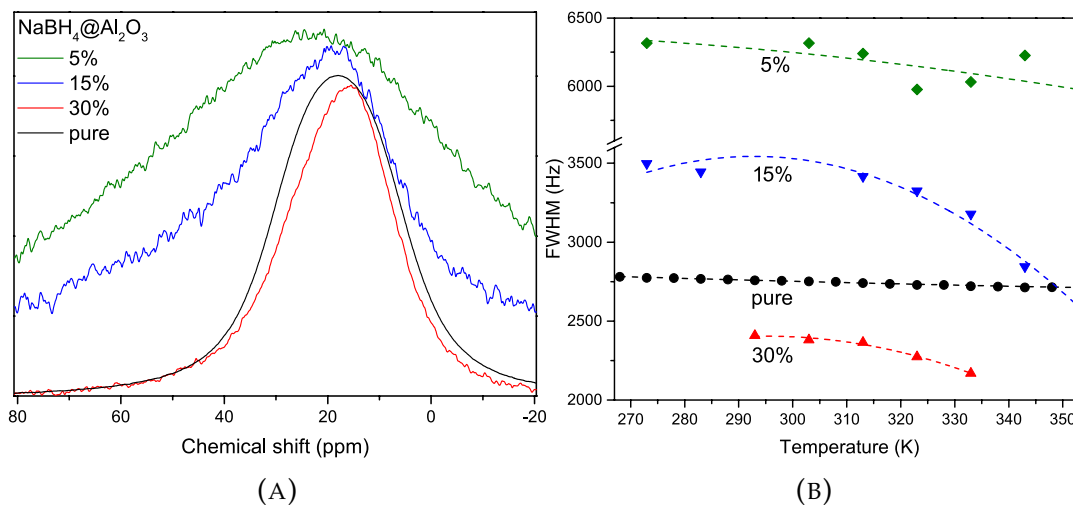 NaBH₄@Al₂O₃
5%
15%
30%
pure
80
60
40
20
0
-20
Chemical shift (ppm)
(A)
6500
6000
3500
3000
2500
2000
FWHM (Hz)
5%
15%
pure
30%
270 280 290 300 310 320 330 340 350
Temperature (K)
(B)